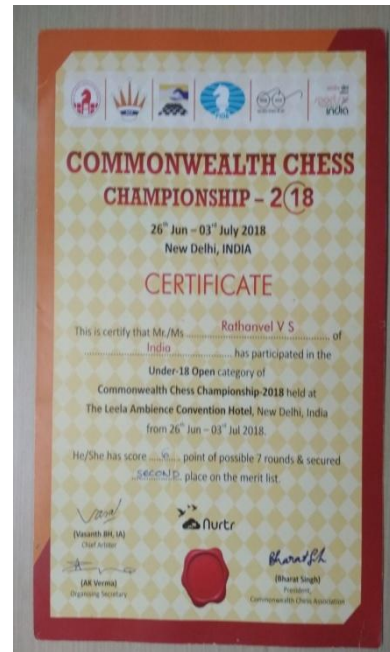 FIDE
india
COMMONWEALTH CHESS
CHAMPIONSHIP – 2018
26th Jun – 03rd July 2018
New Delhi, INDIA
CERTIFICATE
This is certify that Mr./Ms ........ Rathanvel V S ........ of
........ India ........ has participated in the
Under-18 Open category of
Commonwealth Chess Championship-2018 held at
The Leela Ambience Convention Hotel, New Delhi, India
from 26th Jun – 03rd Jul 2018.
He/She has score ........ point of possible 7 rounds & secured
SECOND place on the merit list.
nurtr
(Vasanth BH, IA)
Chief Arbiter
Bharat Sh
(AK Verma)
Organising Secretary
(Bharat Singh)
President,
Commonwealth Chess Association